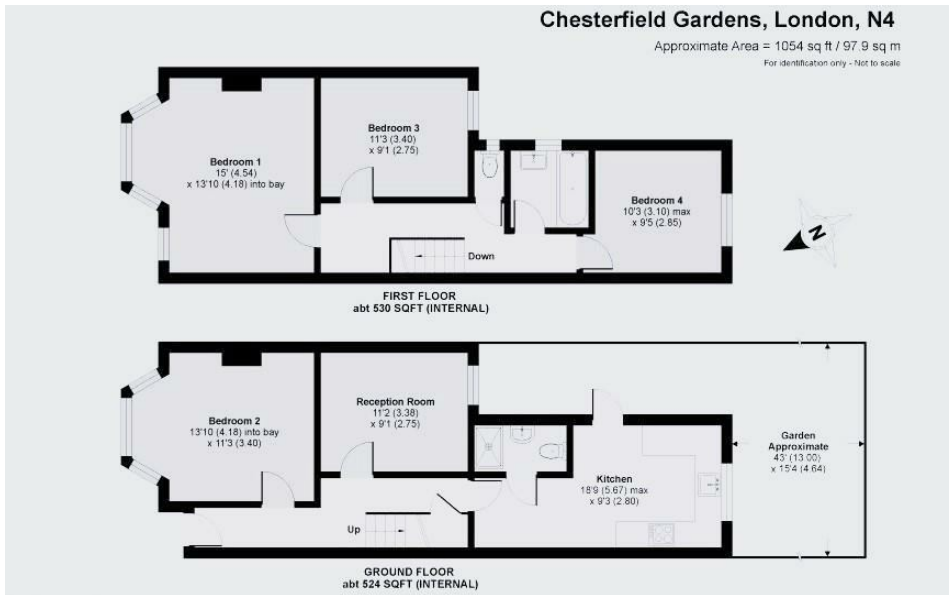 Chesterfield Gardens, London, N4
Approximate Area = 1054 sq ft / 97.9 sq m
For identification only - Not to scale
Bedroom 1
15' (4.54)
x 13'10 (4.18) into bay
Bedroom 3
11'3 (3.40)
x 9'1 (2.75)
Bedroom 4
10'3 (3.10) max
x 9'5 (2.85)
Down
N
FIRST FLOOR
abt 530 SQFT (INTERNAL)
Bedroom 2
13'10 (4.18) into bay
x 11'3 (3.40)
Reception Room
11'2 (3.38)
x 9'1 (2.75)
Kitchen
18'9 (5.67) max
x 9'3 (2.80)
Garden
Approximate
43' (13.00)
x 15'4 (4.64)
Up
GROUND FLOOR
abt 524 SQFT (INTERNAL)